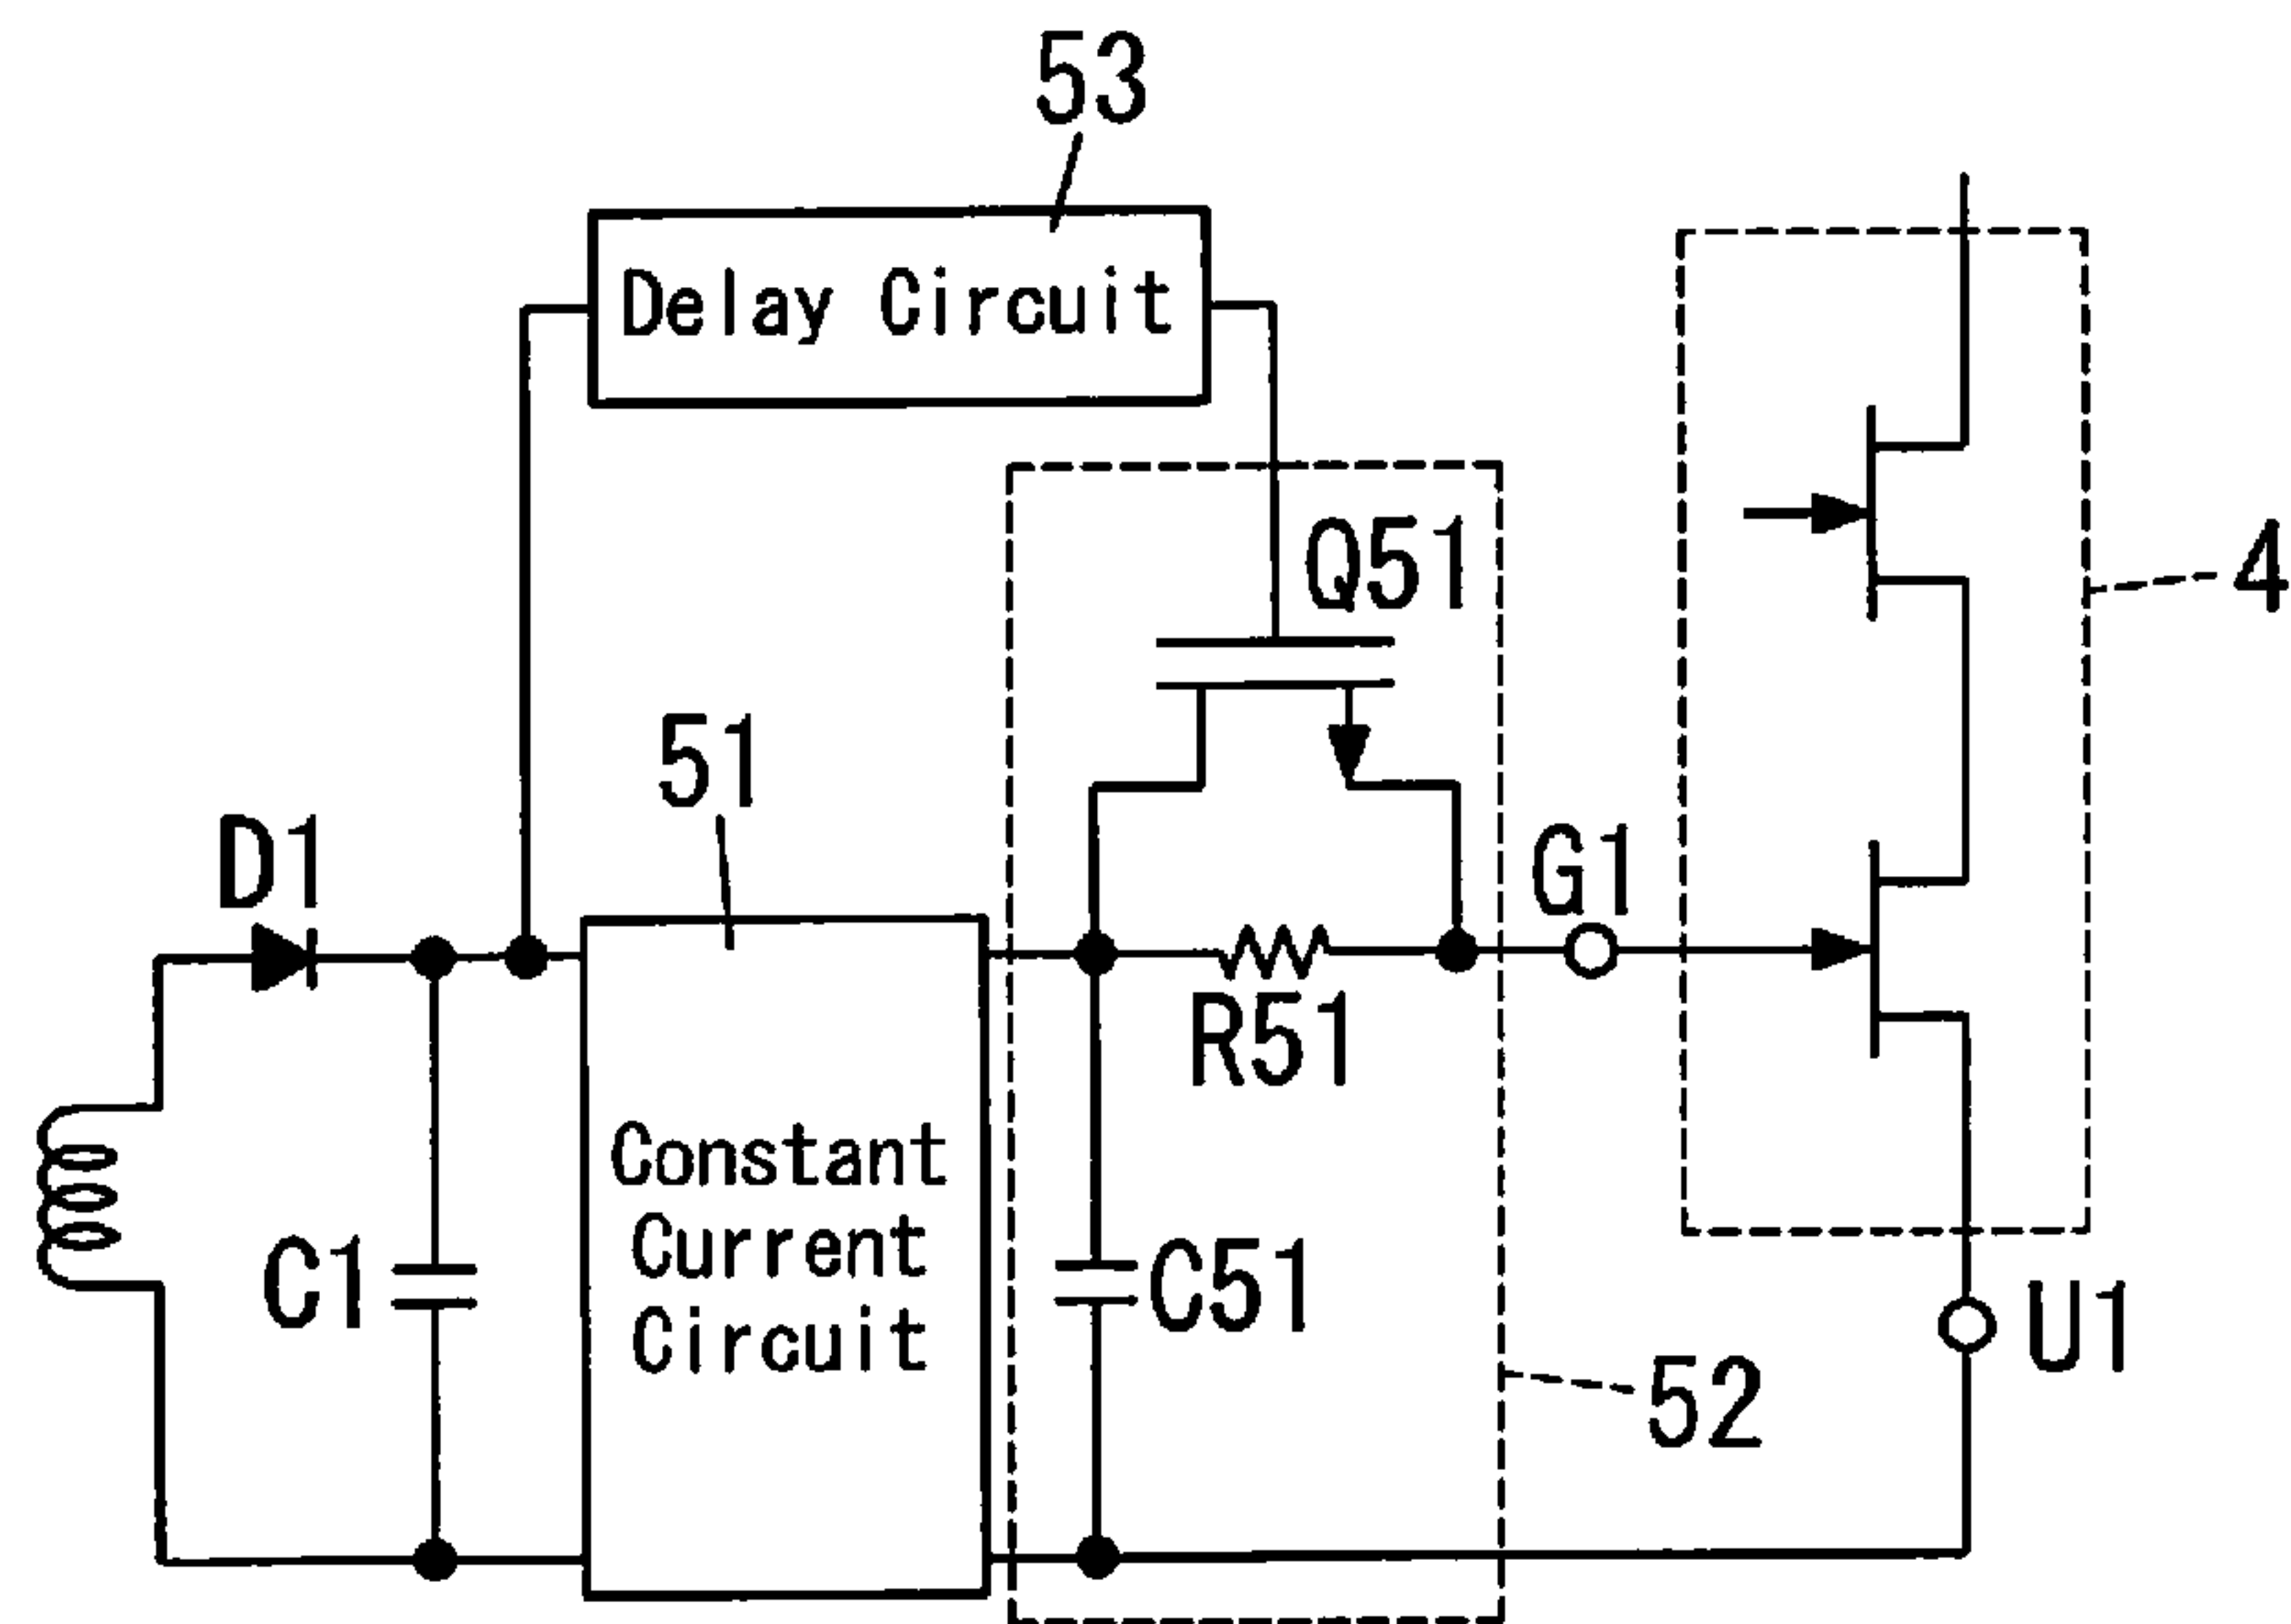 53
Delay Circuit
Q51
4
51
D1
G1
R51
Constant
Current
Circuit
C1
C51
U1
52